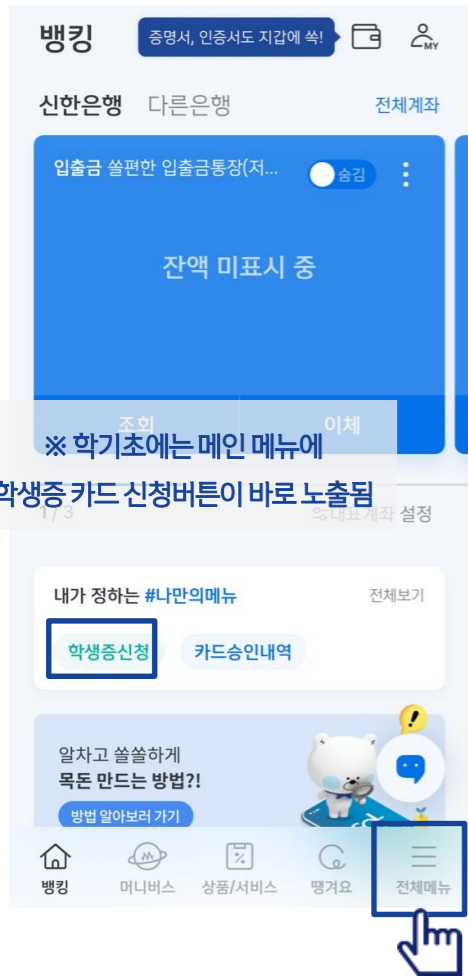 뱅킹
증명서, 인증서도 지갑에 쏙!
MY
신한은행 다른은행 전체계좌
입출금 쏠편한 입출금통장(저... 숨김
잔액 미표시 중
조회 이체
※ 학기초에는 메인 메뉴에
학생증 카드 신청버튼이 바로 노출됨
1 / 3 대표계좌 설정
내가 정하는 #나만의메뉴 전체보기
학생증신청 카드승인내역
알차고 쏠쏠하게
목돈 만드는 방법?!
방법 알아보러 가기
뱅킹 머니버스 상품/서비스 땡겨요 전체메뉴